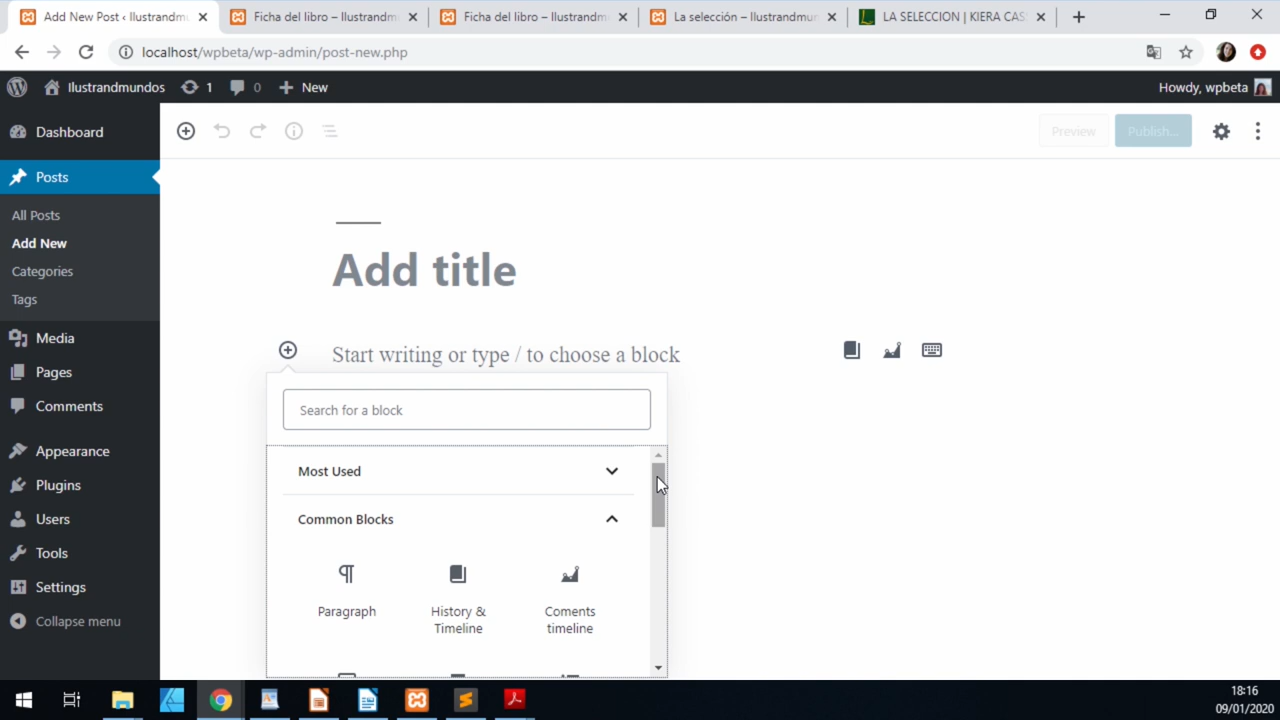 Add New Post ‹ Ilustrandmu
Ficha del libro – Ilustrandm
Ficha del libro – Ilustrandm
La selección – Ilustrandmun
LA SELECCION | KIERA CAS
localhost/wpbeta/wp-admin/post-new.php
Ilustrandmundos 1 0 New Howdy, wpbeta
Dashboard
Posts
All Posts
Add New
Categories
Tags
Media
Pages
Comments
Appearance
Plugins
Users
Tools
Settings
Collapse menu
Preview Publish...
Add title
Start writing or type / to choose a block
Search for a block
Most Used
Common Blocks
Paragraph
History &
Timeline
Coments
timeline
18:16
09/01/2020